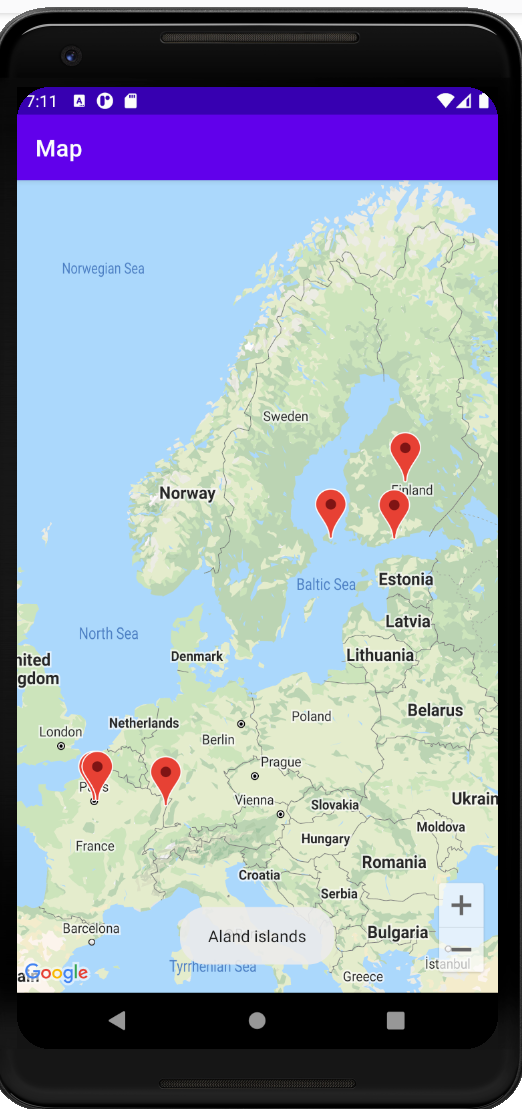 7:11
Map
Norwegian Sea
Sweden
Norway
Finland
Baltic Sea
Estonia
Latvia
North Sea
nited
gdom
Denmark
Lithuania
Belarus
Netherlands
London
Poland
Berlin
Prague
Vienna
Slovakia
Ukrain
Moldova
Hungary
France
Romania
Croatia
Serbia
Barcelona
Aland islands
Bulgaria
Tyrrhenian Sea
Istanbul
Google
Greece